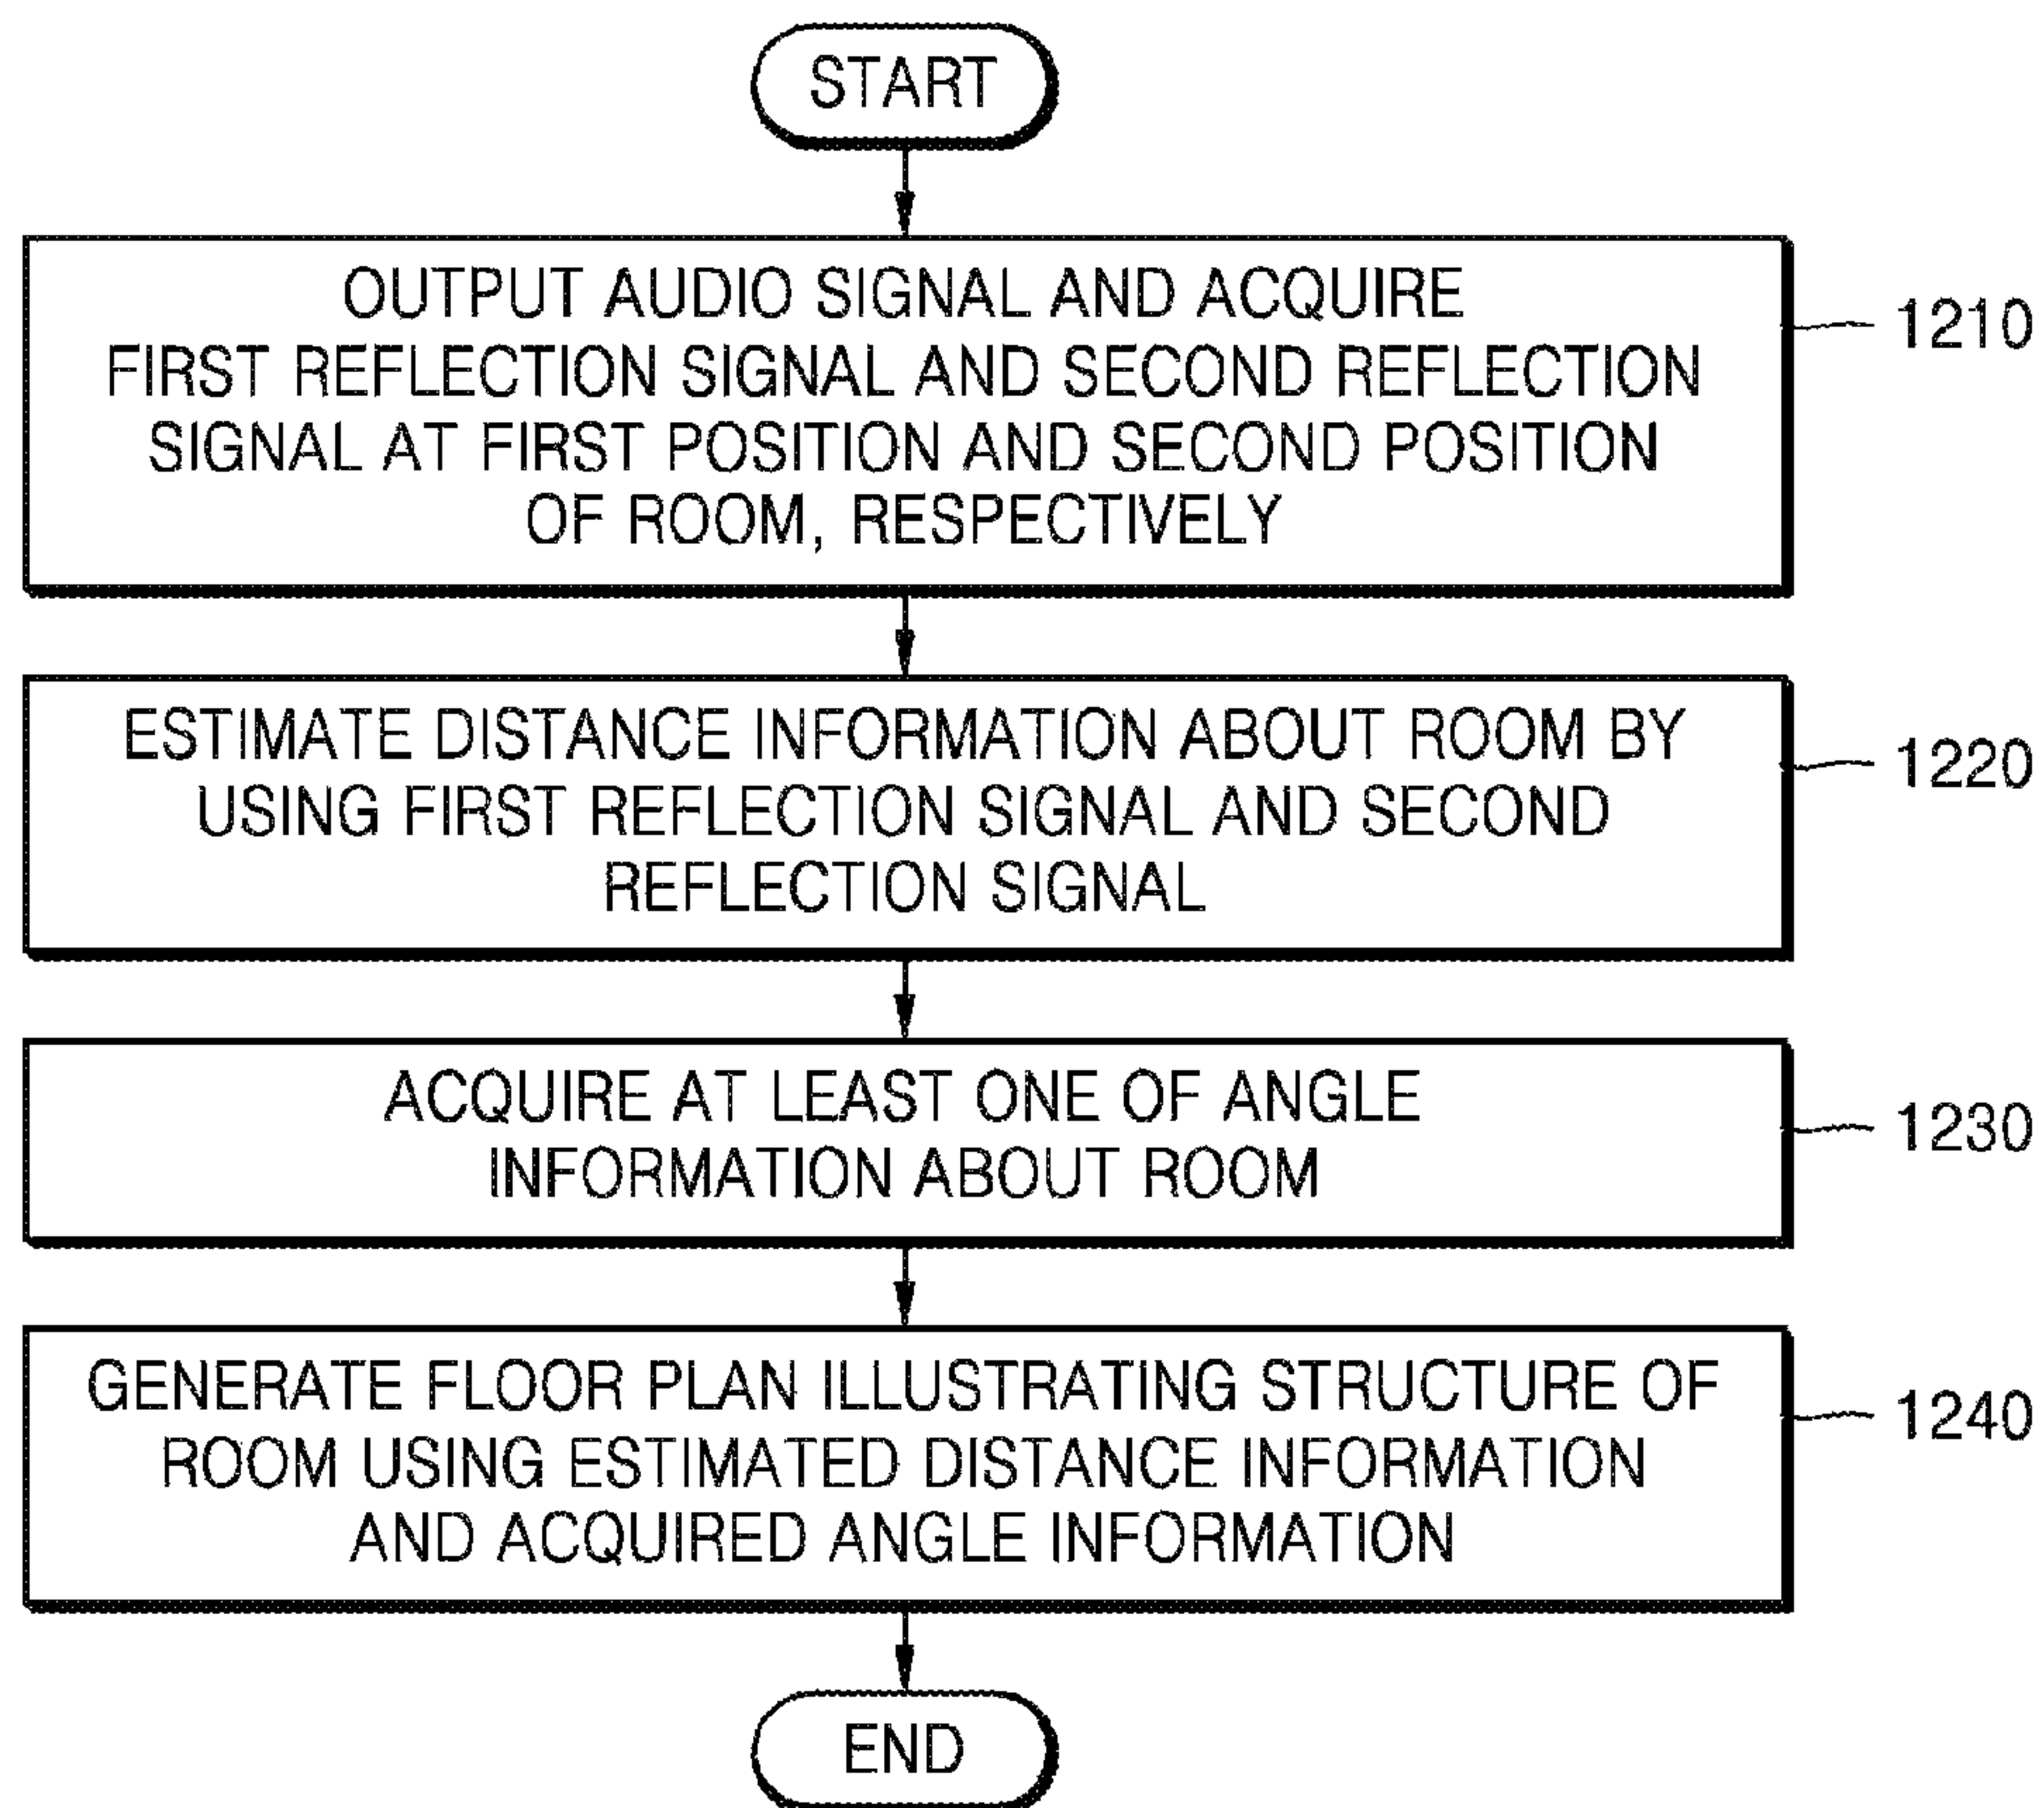 START
OUTPUT AUDIO SIGNAL AND ACQUIRE
FIRST REFLECTION SIGNAL AND SECOND REFLECTION
SIGNAL AT FIRST POSITION AND SECOND POSITION
OF ROOM, RESPECTIVELY
1210
ESTIMATE DISTANCE INFORMATION ABOUT ROOM BY
USING FIRST REFLECTION SIGNAL AND SECOND
REFLECTION SIGNAL
1220
ACQUIRE AT LEAST ONE OF ANGLE
INFORMATION ABOUT ROOM
1230
GENERATE FLOOR PLAN ILLUSTRATING STRUCTURE OF
ROOM USING ESTIMATED DISTANCE INFORMATION
AND ACQUIRED ANGLE INFORMATION
1240
END